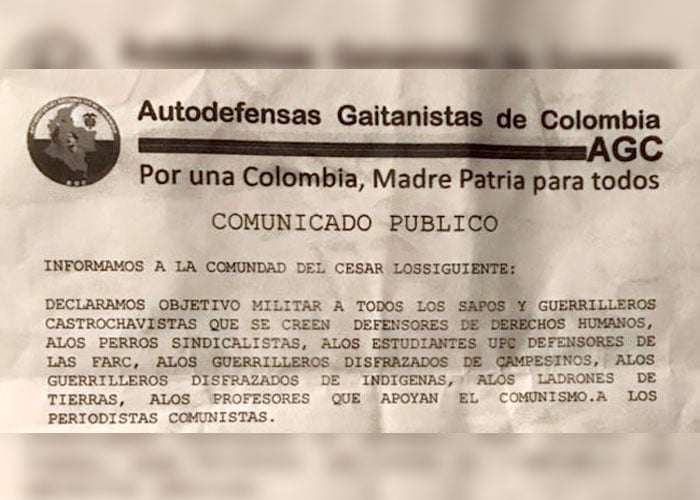 Autodefensas Gaitanistas de Colombia
AGC
Por una Colombia, Madre Patria para todos
COMUNICADO PUBLICO
INFORMAMOS A LA COMUNDAD DEL CESAR LOSSIGUIENTE:
DECLARAMOS OBJETIVO MILITAR A TODOS LOS SAPOS Y GUERRILLEROS
CASTROCHAVISTAS QUE SE CREEN DEFENSORES DE DERECHOS HUMANOS,
ALOS PERROS SINDICALISTAS, ALOS ESTUDIANTES UPC DEFENSORES DE
LAS FARC, ALOS GUERRILLEROS DISFRAZADOS DE CAMPESINOS, ALOS
GUERRILLEROS DISFRAZADOS DE INDIGENAS, ALOS LADRONES DE
TIERRAS, ALOS PROFESORES QUE APOYAN EL COMUNISMO.A LOS
PERIODISTAS COMUNISTAS.